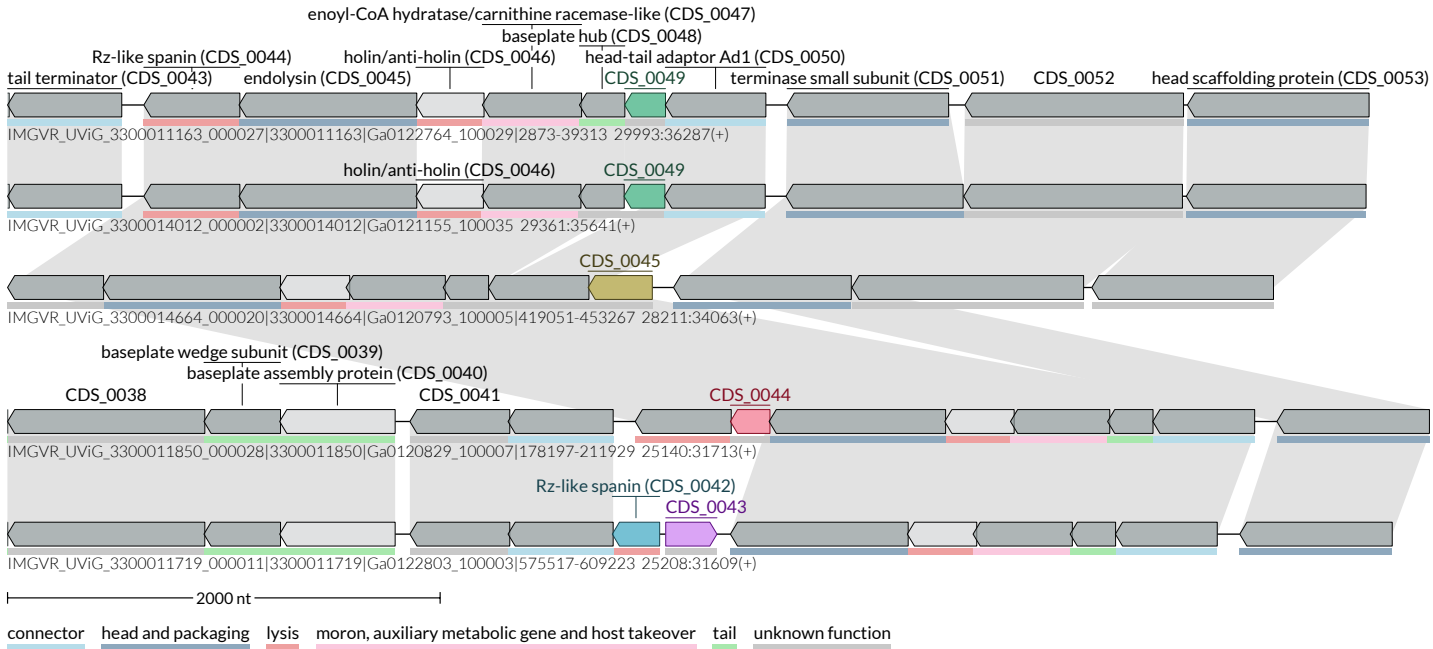 enoyl-CoA hydratase/carnithine racemase-like (CDS_0047)
baseplate hub (CDS_0048)
Rz-like spanin (CDS_0044) holin/anti-holin (CDS_0046) head-tail adaptor Ad1 (CDS_0050)
tail terminator (CDS_0043) endolysin (CDS_0045) CDS_0049 terminase small subunit (CDS_0051) CDS_0052 head scaffolding protein (CDS_0053)
IMGVR_UViG_3300011163_000027|3300011163|Ga0122764_100029|2873-39313 29993:36287(+)
holin/anti-holin (CDS_0046) CDS_0049
IMGVR_UViG_3300014012_000002|3300014012|Ga0121155_100035 29361:35641(+)
CDS_0045
IMGVR_UViG_3300014664_000020|3300014664|Ga0120793_100005|419051-453267 28211:34063(+)
baseplate wedge subunit (CDS_0039)
baseplate assembly protein (CDS_0040)
CDS_0038 CDS_0041 CDS_0044
IMGVR_UViG_3300011850_000028|3300011850|Ga0120829_100007|178197-211929 25140:31713(+)
Rz-like spanin (CDS_0042)
CDS_0043
IMGVR_UViG_3300011719_000011|3300011719|Ga0122803_100003|575517-609223 25208:31609(+)
2000 nt
connector head and packaging lysis moron, auxiliary metabolic gene and host takeover tail unknown function